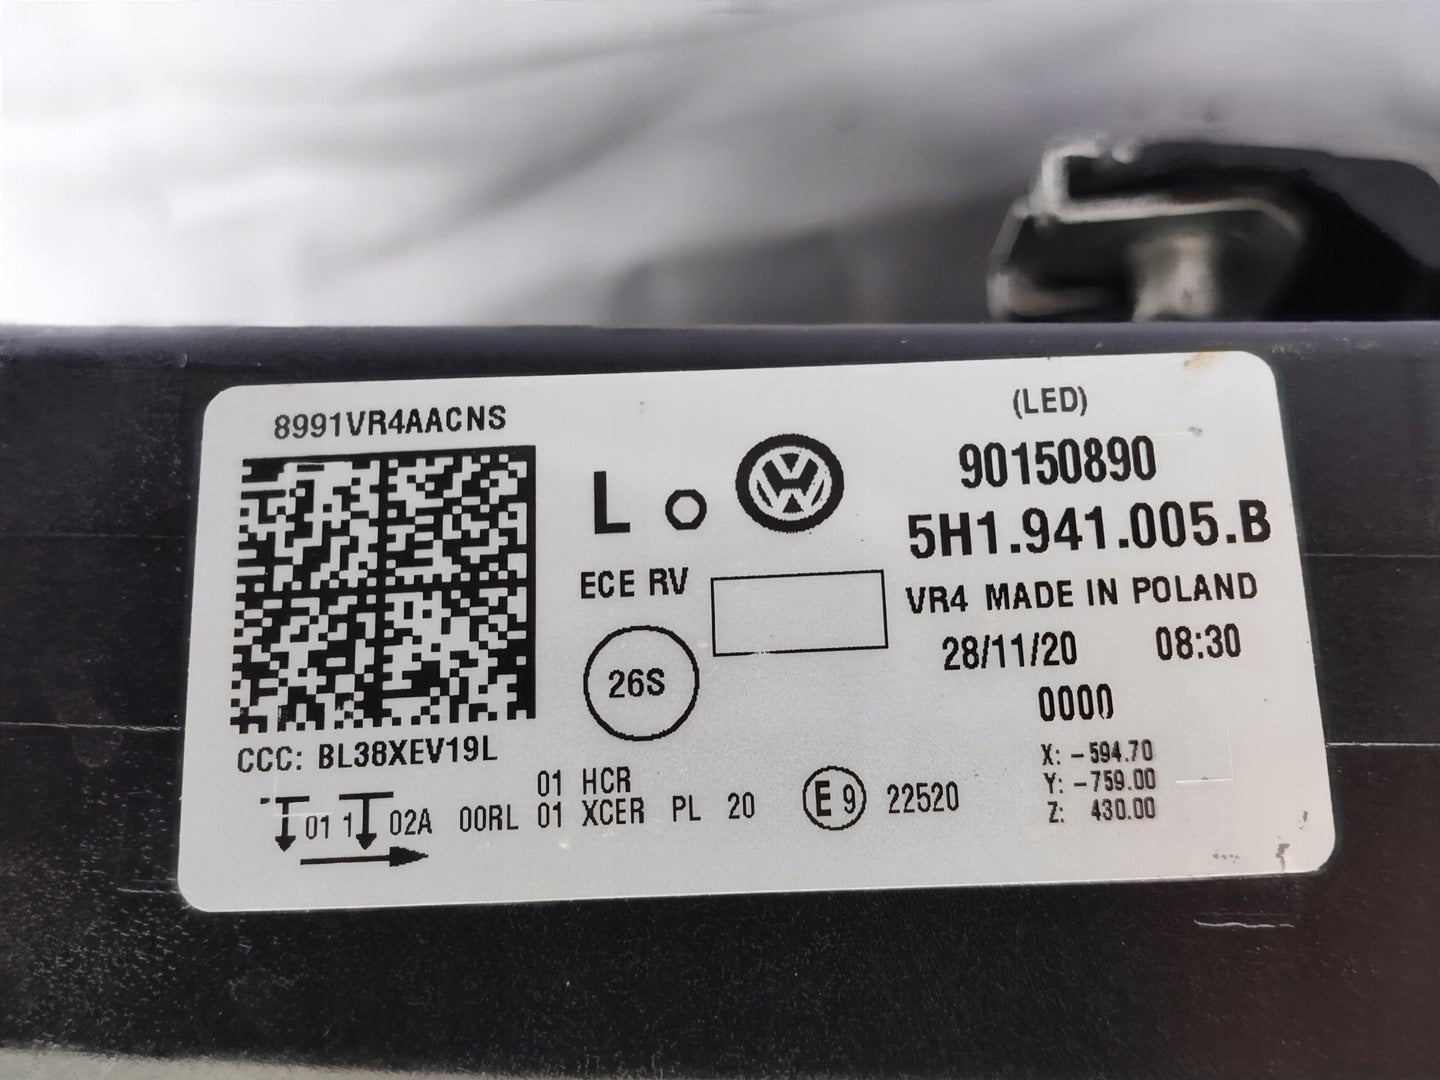 8991VR4AACNS
CCC: BL38XEV19L
L
ECE RV
26S
(LED)
90150890
5H1.941.005.B
VR4 MADE IN POLAND
28/11/20 08:30
0000
X: -594.70
Y: -759.00
Z: 430.00
01 HCR
01 1 02A 00RL 01 XCER PL 20 E9 22520